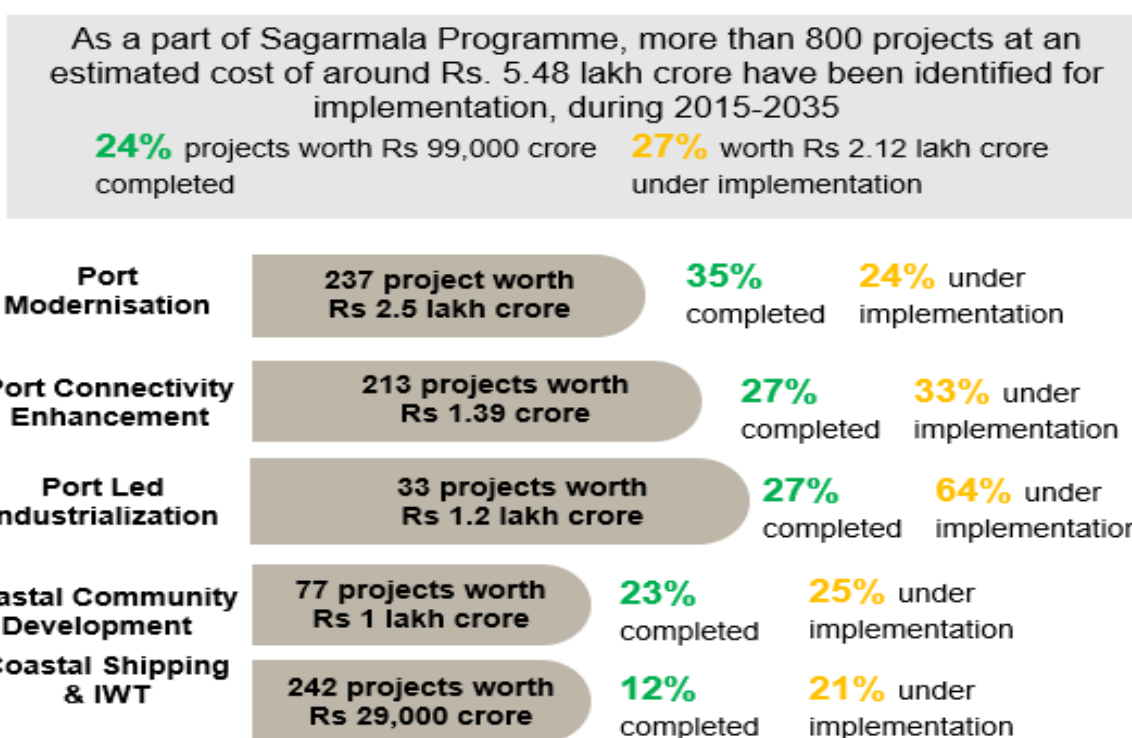 As a part of Sagarmala Programme, more than 800 projects at an
estimated cost of around Rs. 5.48 lakh crore have been identified for
implementation, during 2015-2035
24% projects worth Rs 99,000 crore
completed
27% worth Rs 2.12 lakh crore
under implementation
Port
Modernisation
237 project worth
Rs 2.5 lakh crore
35%
completed
24% under
implementation
Port Connectivity
Enhancement
213 projects worth
Rs 1.39 crore
27%
completed
33% under
implementation
Port Led
Industrialization
33 projects worth
Rs 1.2 lakh crore
27%
completed
64% under
implementation
astal Community
Development
77 projects worth
Rs 1 lakh crore
23%
completed
25% under
implementation
Coastal Shipping
& IWT
242 projects worth
Rs 29,000 crore
12%
completed
21% under
implementation